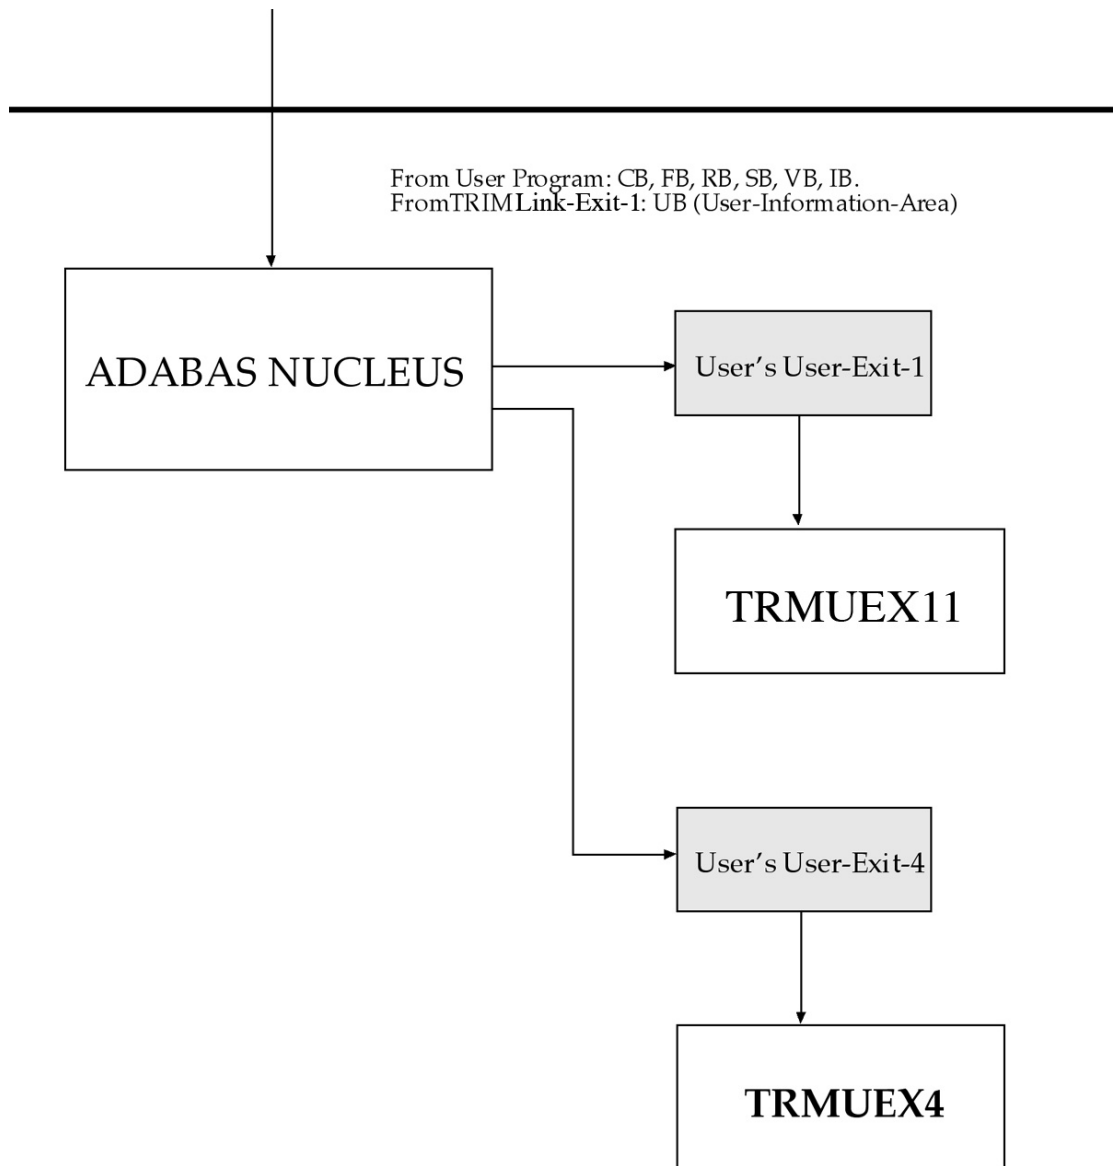 From User Program: CB, FB, RB, SB, VB, IB.
FromTRIMLink-Exit-1: UB (User-Information-Area)
ADABAS NUCLEUS
User's User-Exit-1
TRMUEX11
User's User-Exit-4
TRMUEX4